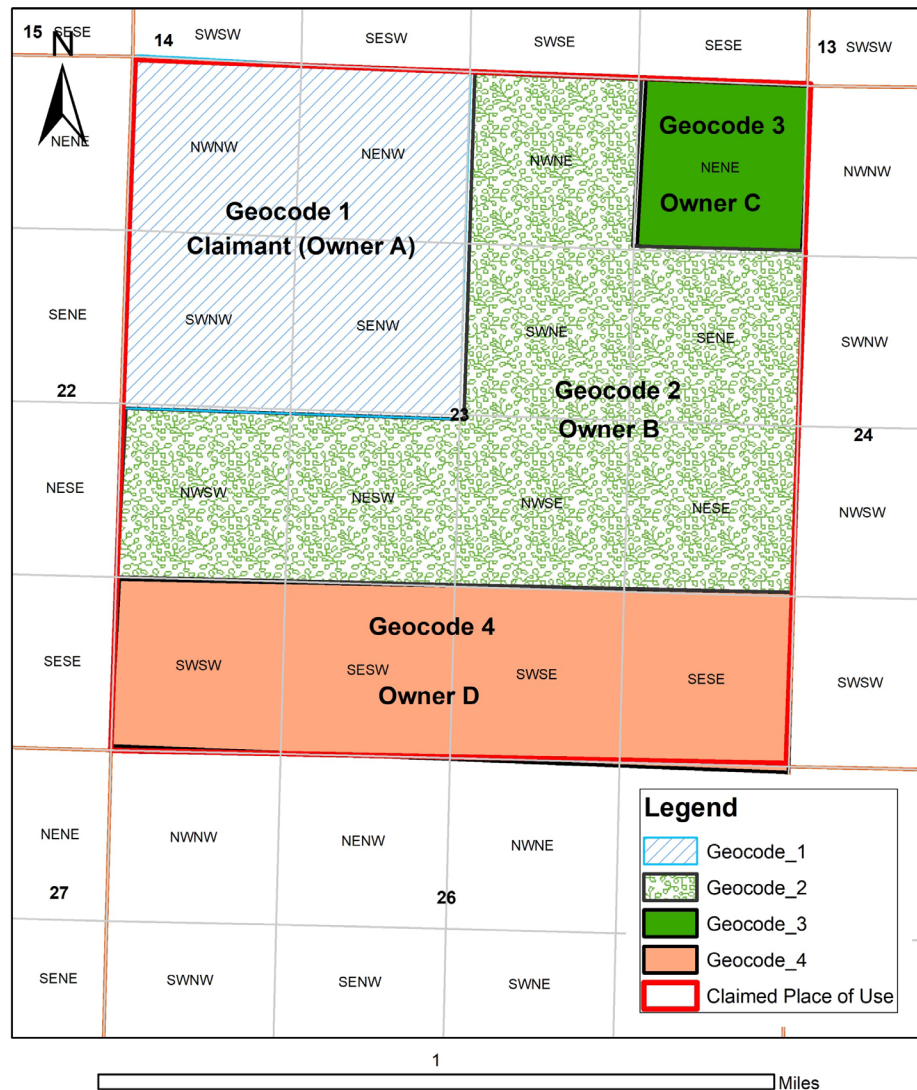 15 SESE
14 SWSW SESW SWSE SESE 13 SWSW
N
NENE NWNW NENW NWNE Geocode 3 NWNW
NENE
Geocode 1 Owner C
Claimant (Owner A)
SENE SWNW SENW SWNE SENE SWNW
22 23 Geocode 2 24
Owner B
NESE NWSW NESW NWSE NESE NWSW
Geocode 4
SESE SWSW SESW SWSE SESE SWSW
Owner D
NENE NWNW NENW NWNE
27 26
SENE SWNW SENW SWNE
Legend
Geocode_1
Geocode_2
Geocode_3
Geocode_4
Claimed Place of Use
1
Miles